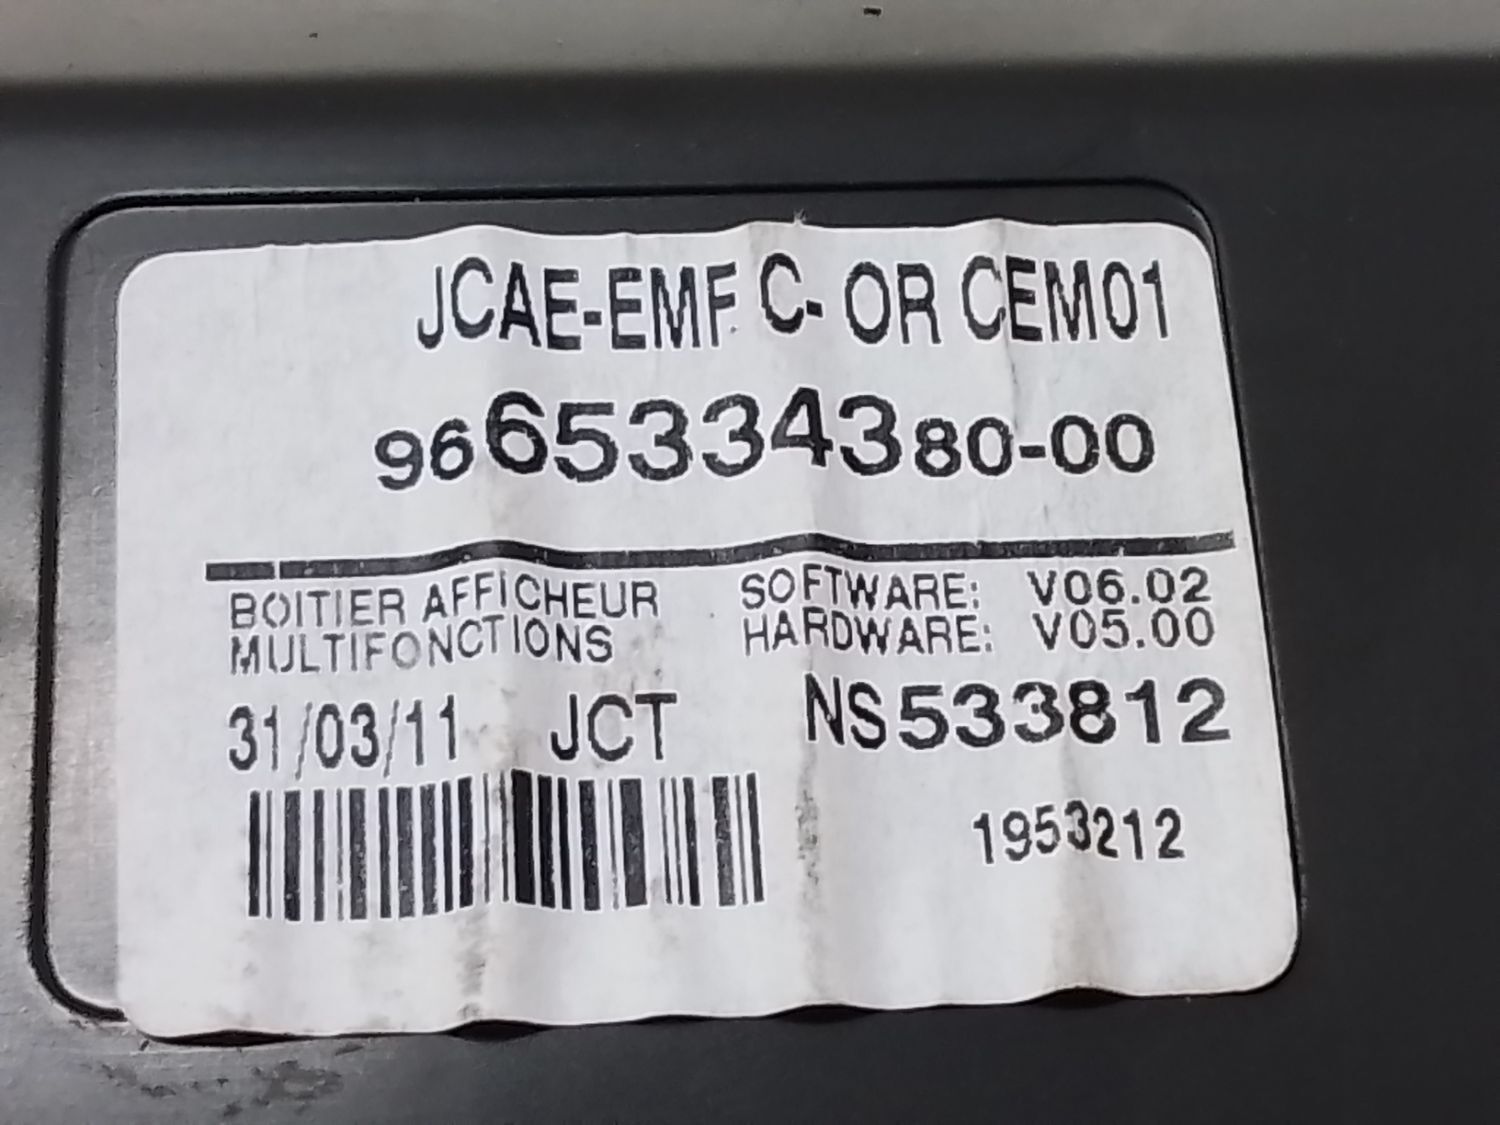 JCAE-EMF C- OR CEM01
9665334380-00
BOITIER AFFICHEUR
MULTIFONCTIONS
SOFTWARE: V06.02
HARDWARE: V05.00
31/03/11 JCT NS533812
1953212